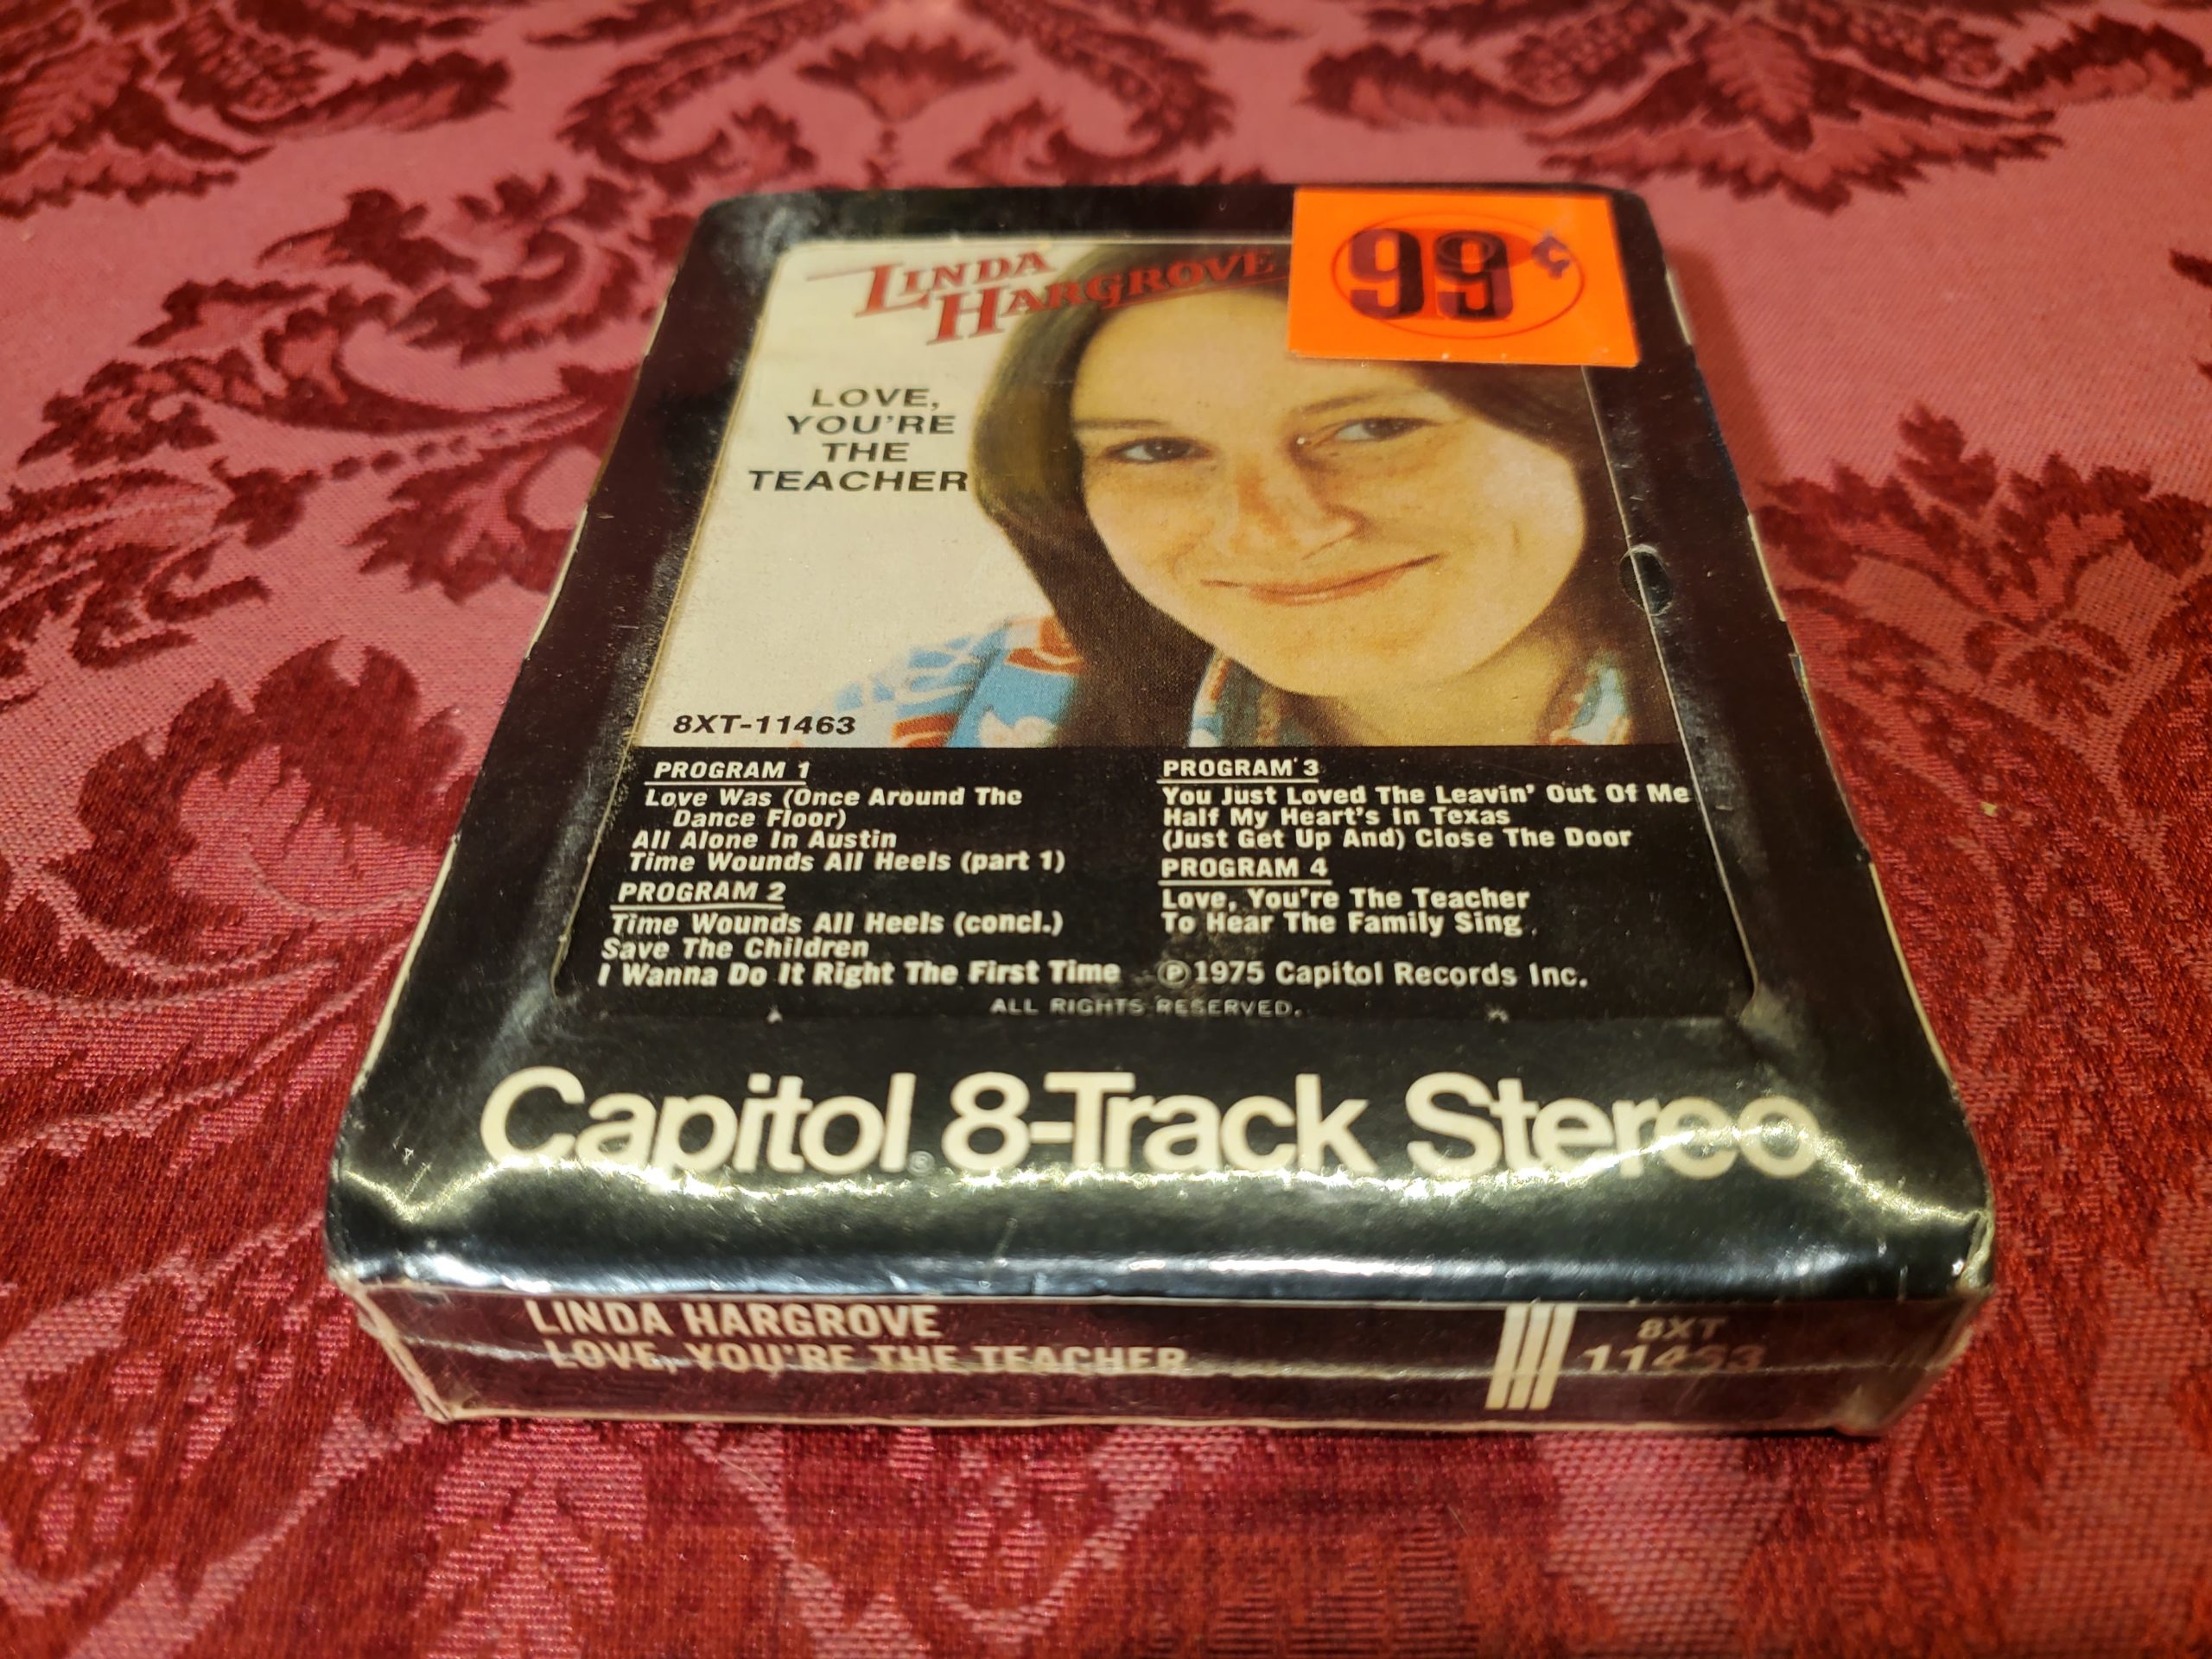 LINDA
HARGROVE
99¢
LOVE,
YOU'RE
THE
TEACHER
8XT-11463
PROGRAM 1
Love Was (Once Around The
Dance Floor)
All Alone In Austin
Time Wounds All Heels (part 1)
PROGRAM 2
Time Wounds All Heels (concl.)
Save The Children
I Wanna Do It Right The First Time
PROGRAM 3
You Just Loved The Leavin' Out Of Me
Half My Heart's In Texas
(Just Get Up And) Close The Door
PROGRAM 4
Love, You're The Teacher
To Hear The Family Sing
℗1975 Capitol Records Inc.
ALL RIGHTS RESERVED.
Capitol® 8-Track Stereo
LINDA HARGROVE
LOVE, YOU'RE THE TEACHER
8XT
11463